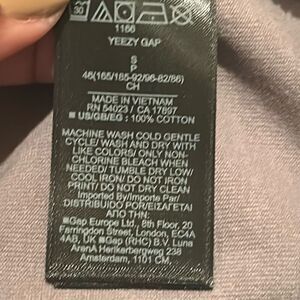 30
1166
YEEZY GAP
S
P
46(165/185-92/96-82/86)
CH
MADE IN VIETNAM
RN 54023 / CA 17897
US/GB/EG : 100% COTTON
MACHINE WASH COLD GENTLE
CYCLE/ WASH AND DRY WITH
LIKE COLORS/ ONLY NON-
CHLORINE BLEACH WHEN
NEEDED/ TUMBLE DRY LOW/
COOL IRON/ DO NOT IRON
PRINT/ DO NOT DRY CLEAN
Imported by/Importe par/
DISTRIBUIDO POR/ΕΙΣΑΓΕΤΑΙ
ΑΠΟ ΤΗΝ :
Gap Europe Ltd., 8th Floor, 20
Farringdon Street, London, EC4A
4AB, UK Gap (RHC) B.V. Luna
ArenA Herikerbergweg 238
Amsterdam, 1101 CM,